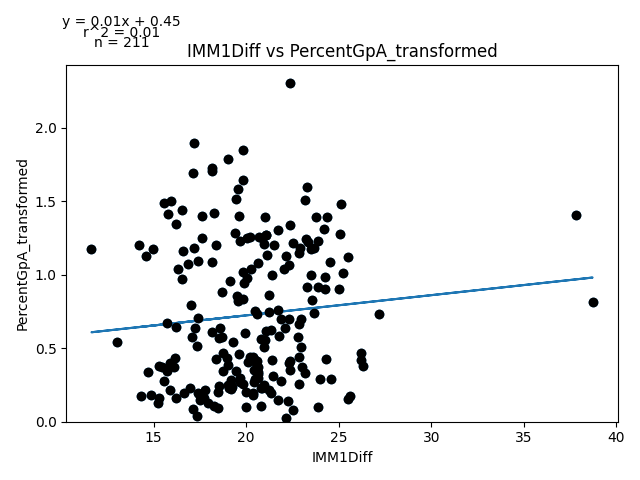 y = 0.01x + 0.45
r^2 = 0.01
n = 211
IMM1Diff vs PercentGpA_transformed
PercentGpA_transformed
2.0
1.5
1.0
0.5
0.0
15 20 25 30 35 40
IMM1Diff